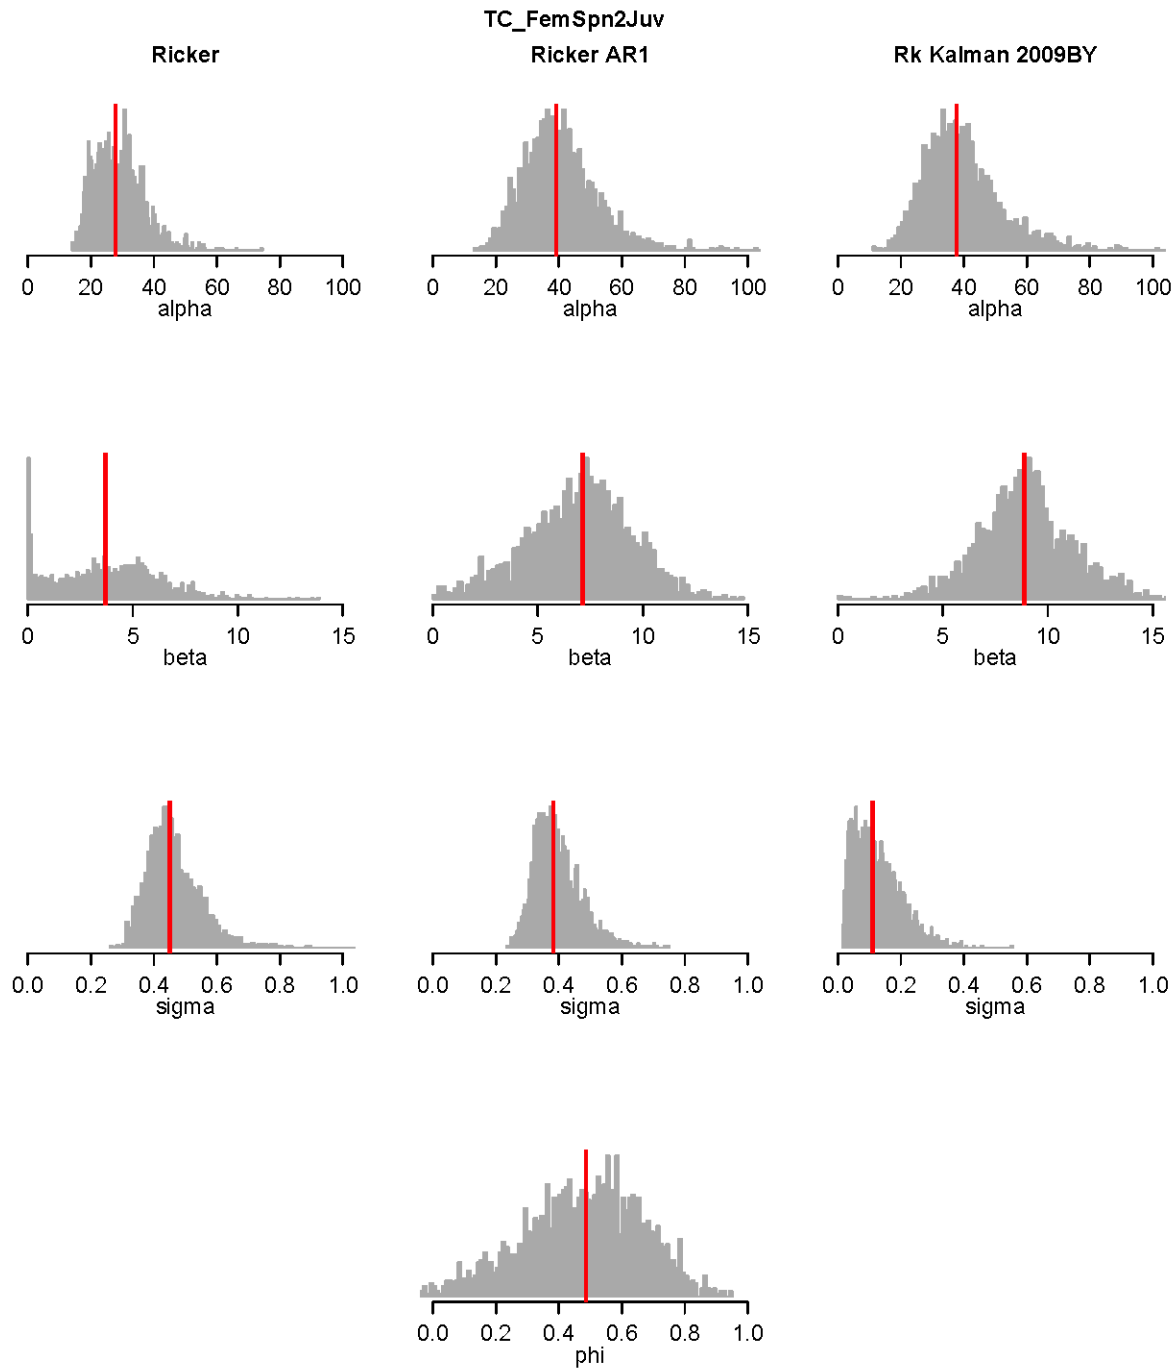 TC_FemSpn2Juv
Ricker Ricker AR1 Rk Kalman 2009BY
0 20 40 60 80 100 0 20 40 60 80 100 0 20 40 60 80 100
alpha alpha alpha
0 5 10 15 0 5 10 15 0 5 10 15
beta beta beta
0.0 0.2 0.4 0.6 0.8 1.0 0.0 0.2 0.4 0.6 0.8 1.0 0.0 0.2 0.4 0.6 0.8 1.0
sigma sigma sigma
0.0 0.2 0.4 0.6 0.8 1.0
phi